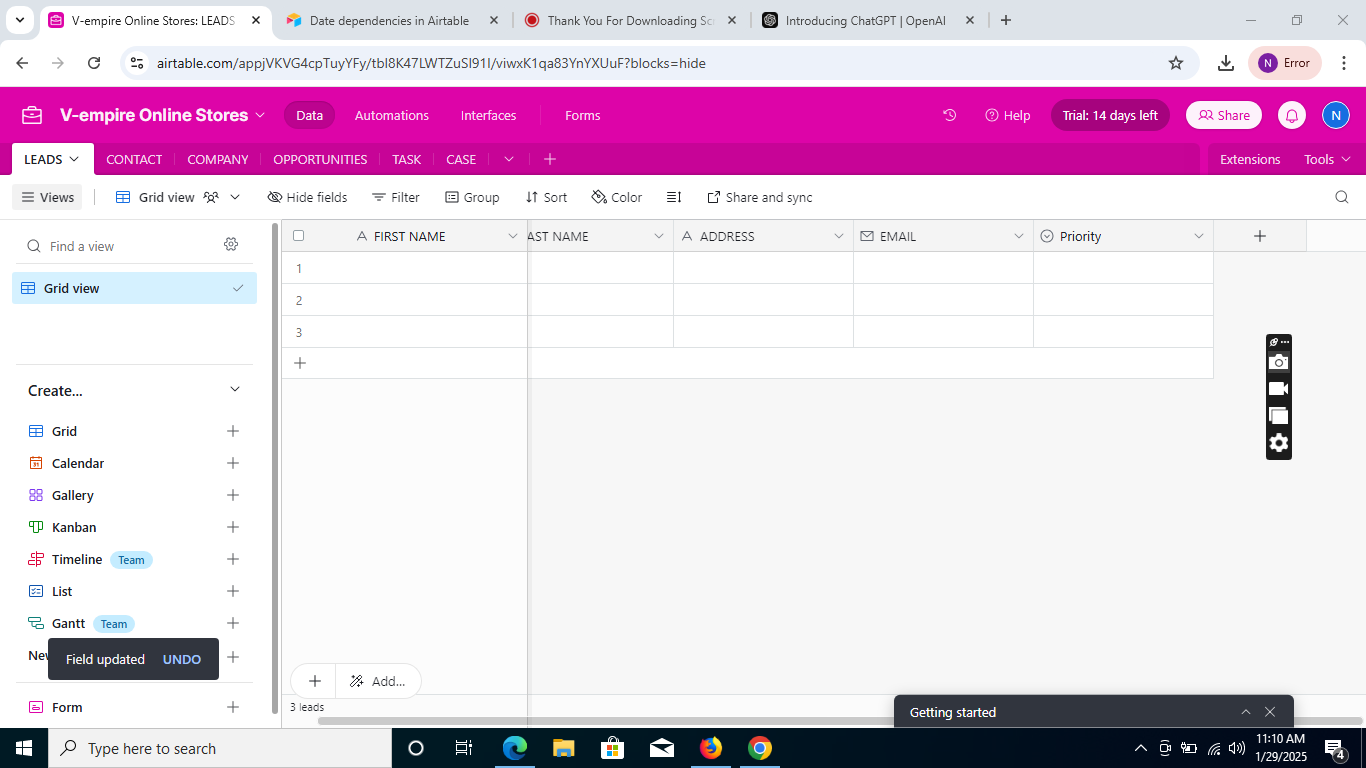 V-empire Online Stores: LEADS
Date dependencies in Airtable
Thank You For Downloading Sc
Introducing ChatGPT | OpenAI
airtable.com/appjVKVG4cpTuyYFy/tbl8K47LWTZuSl91I/viwxK1qa83YnYXUuF?blocks=hide
N Error
V-empire Online Stores
Data
Automations
Interfaces
Forms
Help
Trial: 14 days left
Share
N
LEADS
CONTACT
COMPANY
OPPORTUNITIES
TASK
CASE
Extensions
Tools
Views
Grid view
Hide fields
Filter
Group
Sort
Color
Share and sync
Find a view
Grid view
FIRST NAME
AST NAME
ADDRESS
EMAIL
Priority
1
2
3
Create...
Grid
Calendar
Gallery
Kanban
Timeline Team
List
Gantt Team
Nev
Field updated UNDO
Form
Add...
3 leads
Getting started
Type here to search
11:10 AM
1/29/2025
4